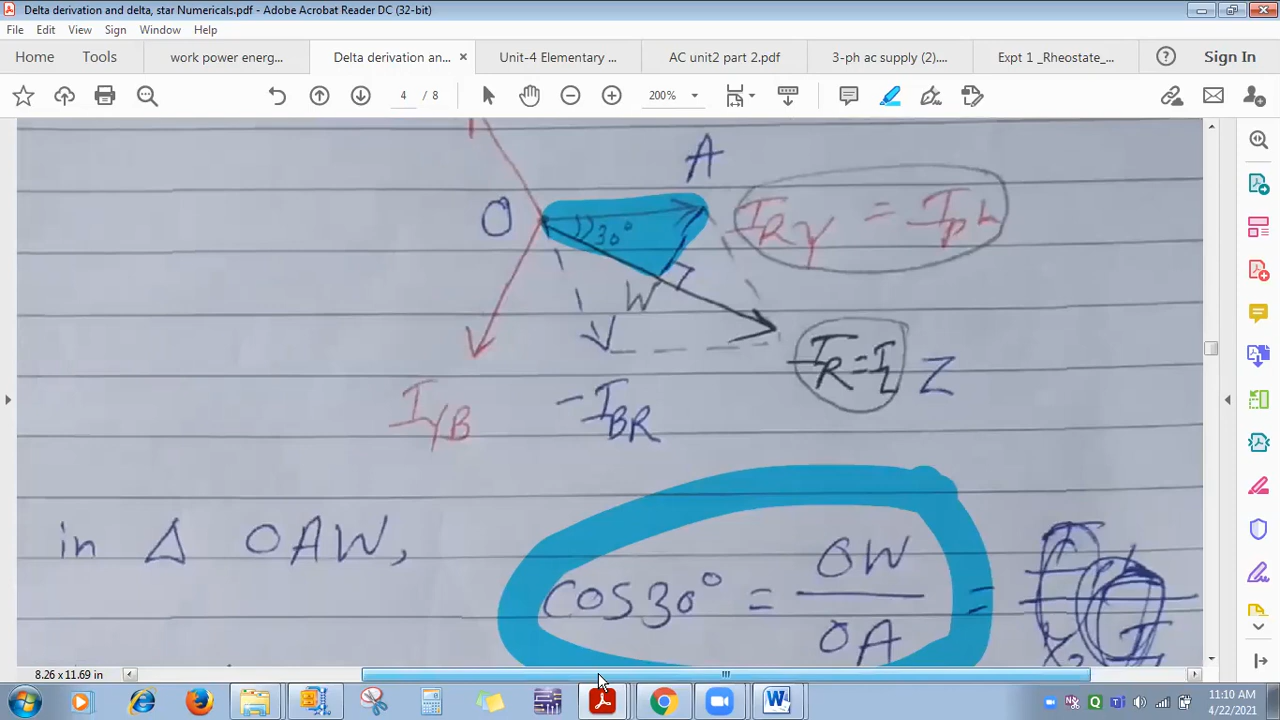 Delta derivation and delta, star Numericals.pdf - Adobe Acrobat Reader DC (32-bit)
File Edit View Sign Window Help
Home Tools work power energ... Delta derivation an... × Unit-4 Elementary ... AC unit2 part 2.pdf 3-ph ac supply (2).... Expt 1 _Rheostate_... Sign In
4 / 8 200%
A
O 30° I_RY = I_PL
W
I_R = I_L Z
I_YB - I_BR
in Δ OAW,
cos30° = OW / OA =
8.26 x 11.69 in
11:10 AM
4/22/2021